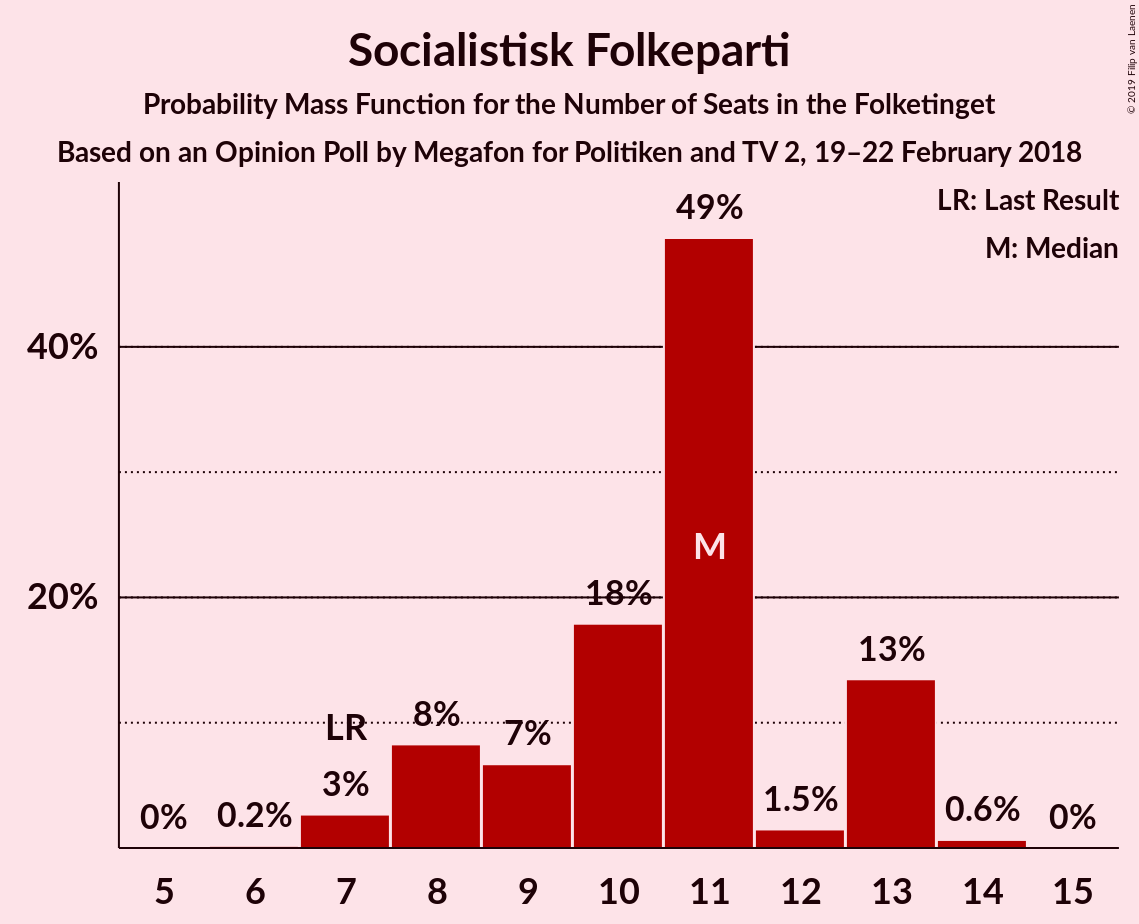 Socialistisk Folkeparti
Probability Mass Function for the Number of Seats in the Folketinget
Based on an Opinion Poll by Megafon for Politiken and TV 2, 19–22 February 2018
© 2019 Filip van Laenen
LR: Last Result
M: Median
40%
20%
0%
0.2%
LR
3%
8%
7%
18%
49%
M
1.5%
13%
0.6%
0%
5 6 7 8 9 10 11 12 13 14 15